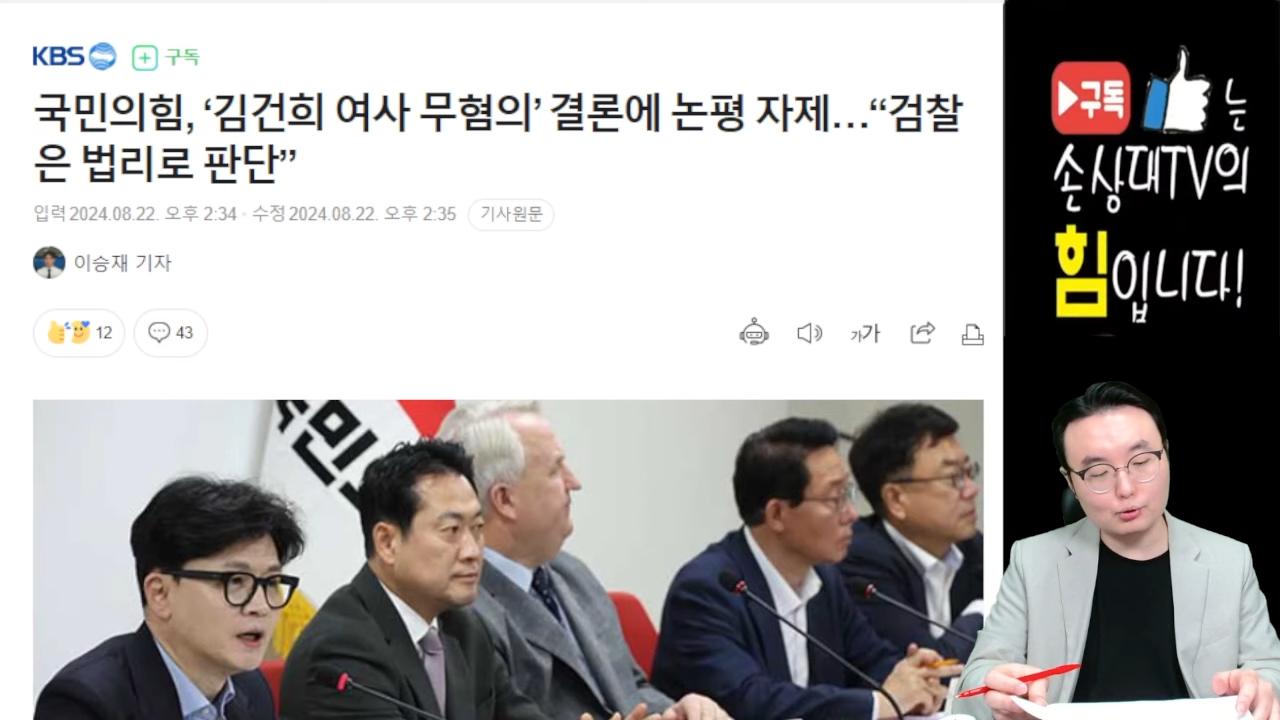 KBS 구독
국민의힘, ‘김건희 여사 무혐의’ 결론에 논평 자제…“검찰
은 법리로 판단”
입력 2024.08.22. 오후 2:34 · 수정 2024.08.22. 오후 2:35 기사원문
이승재 기자
12 43
가가
국민
구독 는
손상대TV의
힘입니다!